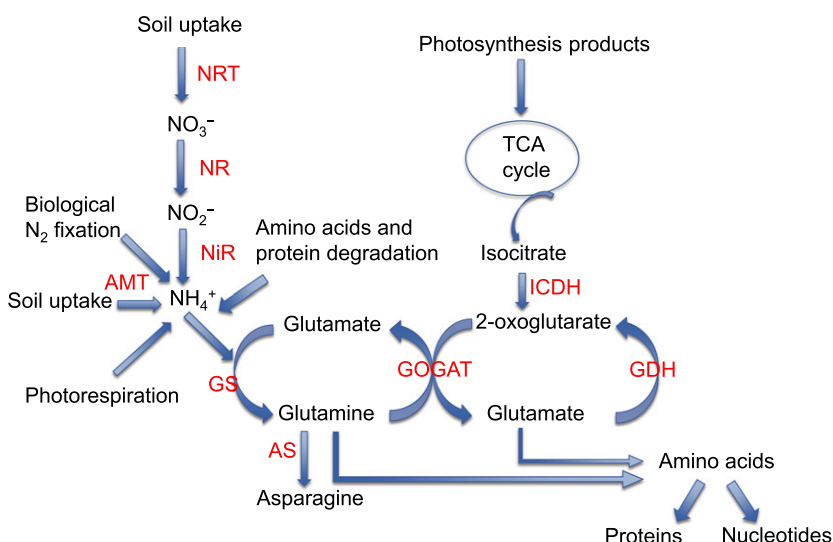 Soil uptake
NRT
NO₃⁻
NR
NO₂⁻
NiR
Biological
N₂ fixation
Amino acids and
protein degradation
AMT
Soil uptake
NH₄⁺
Photorespiration
GS
Glutamate
Glutamine
AS
Asparagine
GOGAT
Photosynthesis products
TCA
cycle
Isocitrate
ICDH
2-oxoglutarate
GDH
Glutamate
Amino acids
Proteins
Nucleotides